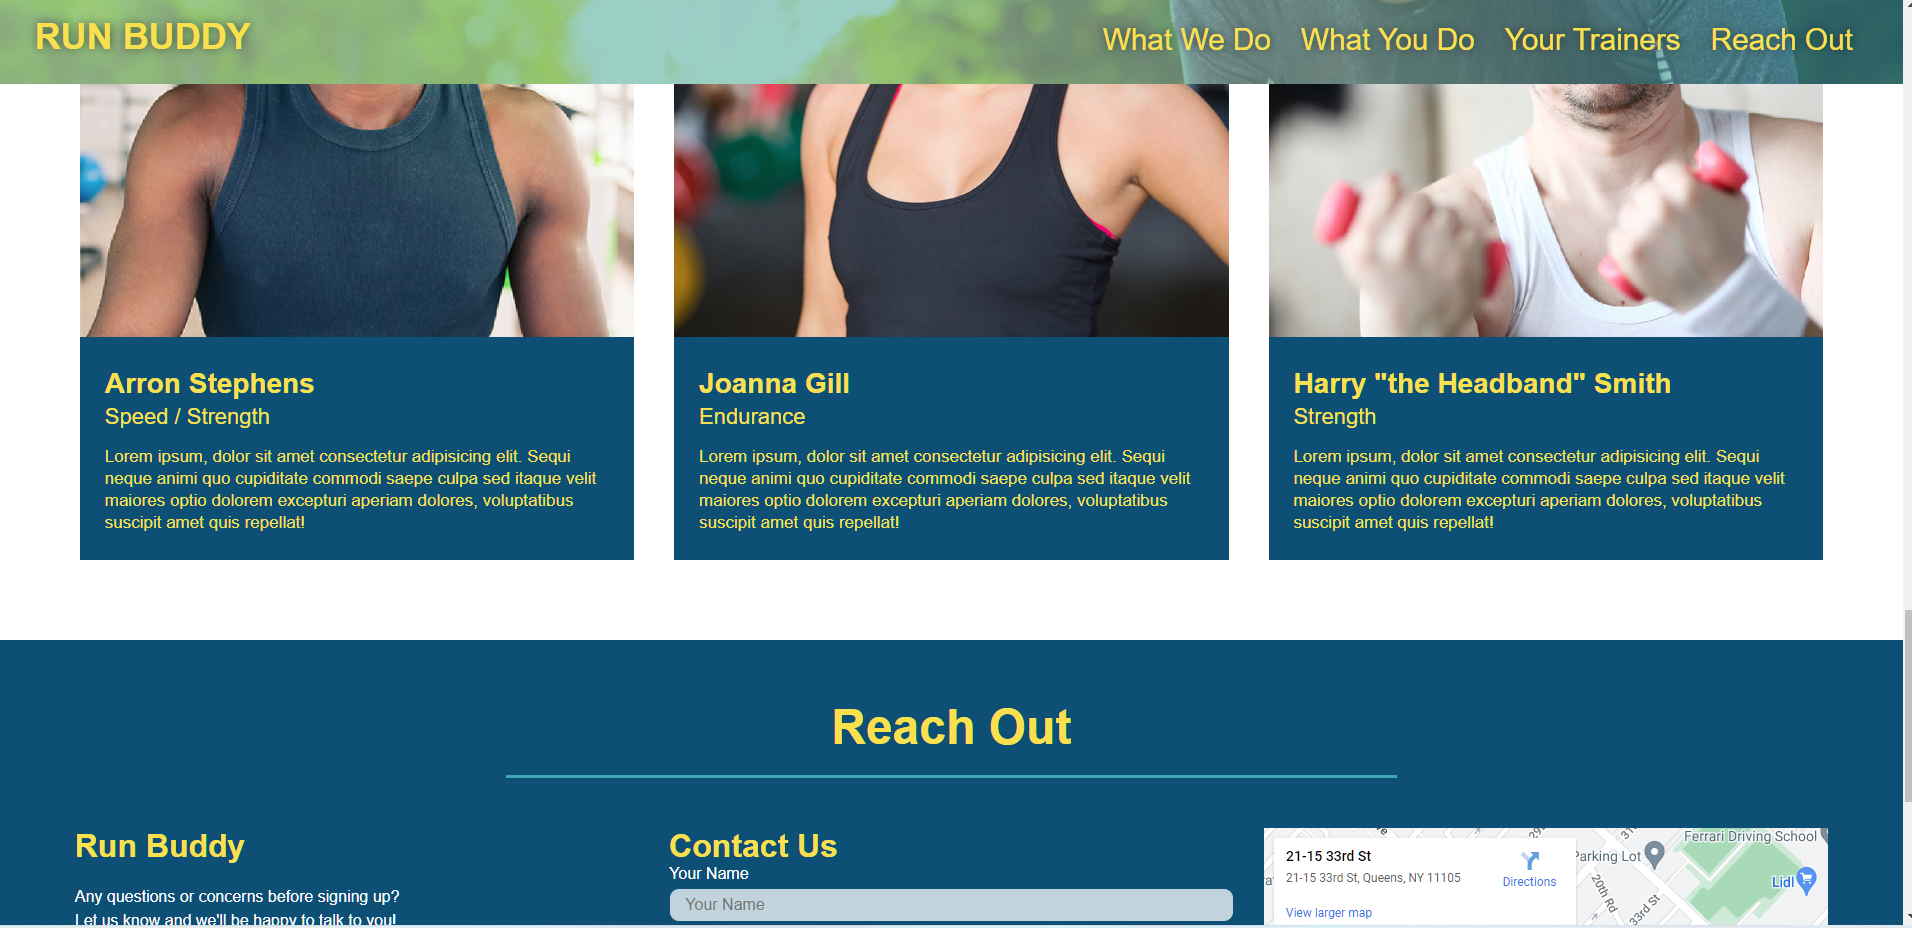 RUN BUDDY
What We Do
What You Do
Your Trainers
Reach Out
Arron Stephens
Speed / Strength
Lorem ipsum, dolor sit amet consectetur adipisicing elit. Sequi
neque animi quo cupiditate commodi saepe culpa sed itaque velit
maiores optio dolorem excepturi aperiam dolores, voluptatibus
suscipit amet quis repellat!
Joanna Gill
Endurance
Lorem ipsum, dolor sit amet consectetur adipisicing elit. Sequi
neque animi quo cupiditate commodi saepe culpa sed itaque velit
maiores optio dolorem excepturi aperiam dolores, voluptatibus
suscipit amet quis repellat!
Harry "the Headband" Smith
Strength
Lorem ipsum, dolor sit amet consectetur adipisicing elit. Sequi
neque animi quo cupiditate commodi saepe culpa sed itaque velit
maiores optio dolorem excepturi aperiam dolores, voluptatibus
suscipit amet quis repellat!
Reach Out
Run Buddy
Any questions or concerns before signing up?
Let us know and we'll be happy to talk to you!
Contact Us
Your Name
Your Name
21-15 33rd St
21-15 33rd St, Queens, NY 11105
Directions
View larger map
Ferrari Driving School
Parking Lot
Lidl
20th Rd
33rd St